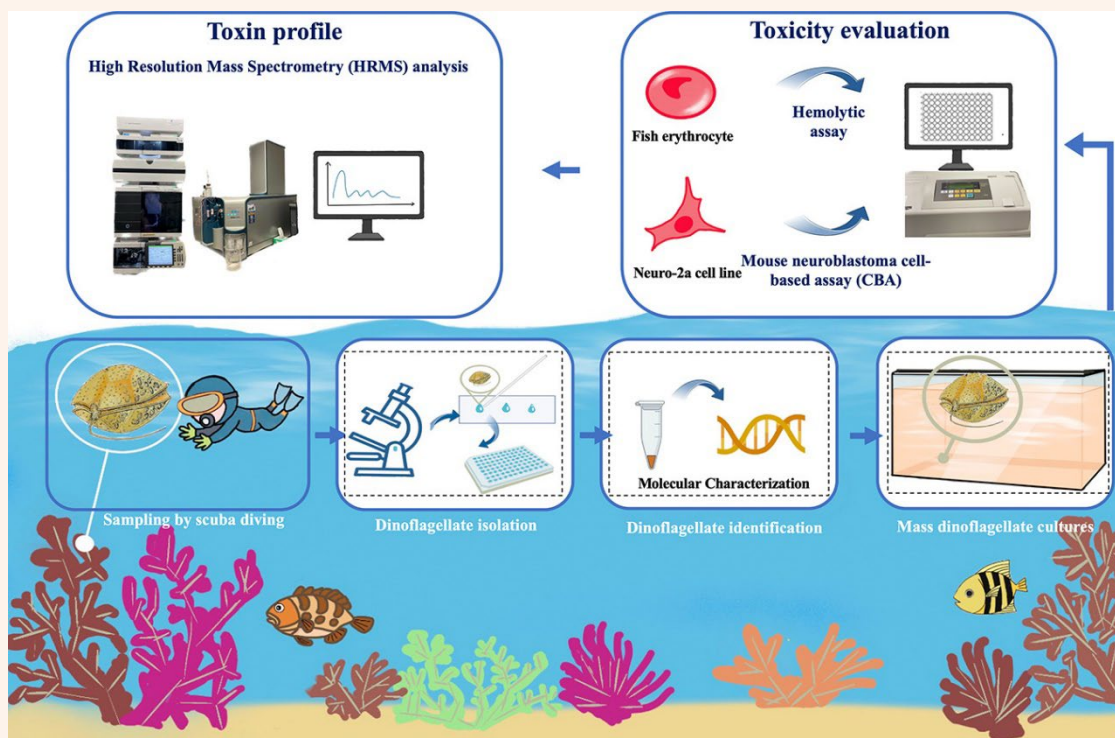 Toxin profile
High Resolution Mass Spectrometry (HRMS) analysis
Toxicity evaluation
Fish erythrocyte
Hemolytic
assay
Neuro-2a cell line
Mouse neuroblastoma cell-
based assay (CBA)
Sampling by scuba diving
Dinoflagellate isolation
Molecular Characterization
Dinoflagellate identification
Mass dinoflagellate cultures